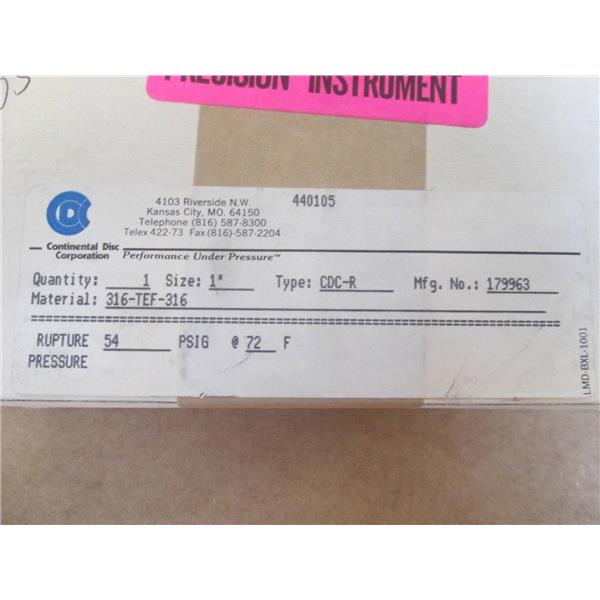 PRECISION INSTRUMENT
4103 Riverside N.W.
Kansas City, MO. 64150
Telephone (816) 587-8300
Telex 422-73 Fax (816)-587-2204
440105
CDC
Continental Disc
Corporation Performance Under Pressure™
Quantity: 1 Size: 1" Type: CDC-R Mfg. No.: 179963
Material: 316-TEF-316
RUPTURE 54 PSIG @ 72 F
PRESSURE
LMD-BXL-1001